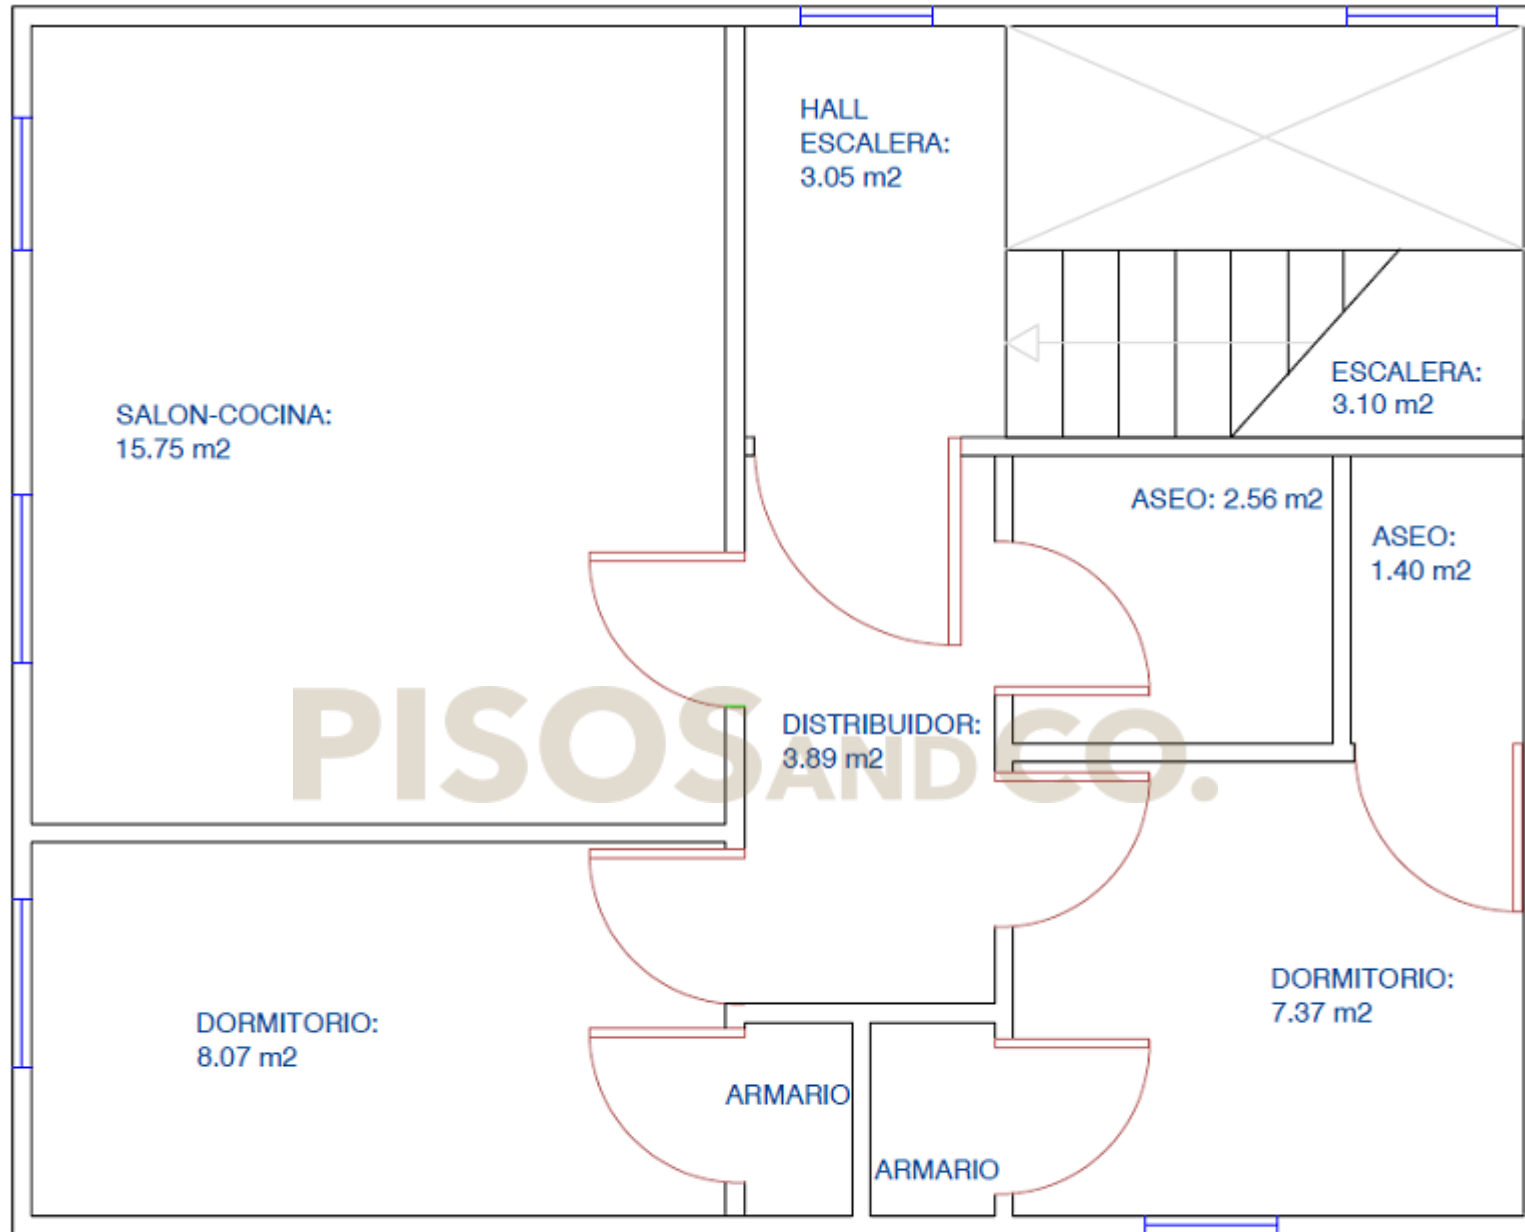 HALL
ESCALERA:
3.05 m2
ESCALERA:
3.10 m2
SALON-COCINA:
15.75 m2
ASEO: 2.56 m2
ASEO:
1.40 m2
PISOS AND CO.
DISTRIBUIDOR:
3.89 m2
DORMITORIO:
7.37 m2
DORMITORIO:
8.07 m2
ARMARIO
ARMARIO